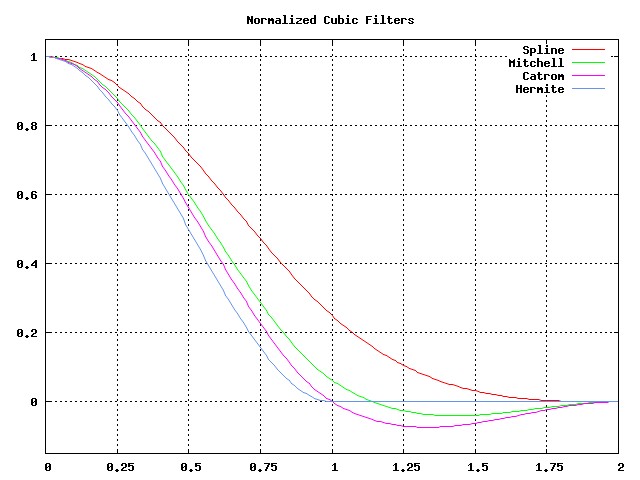 Normalized Cubic Filters
Spline
Mitchell
Catrom
Hermite
1
0.8
0.6
0.4
0.2
0
0 0.25 0.5 0.75 1 1.25 1.5 1.75 2